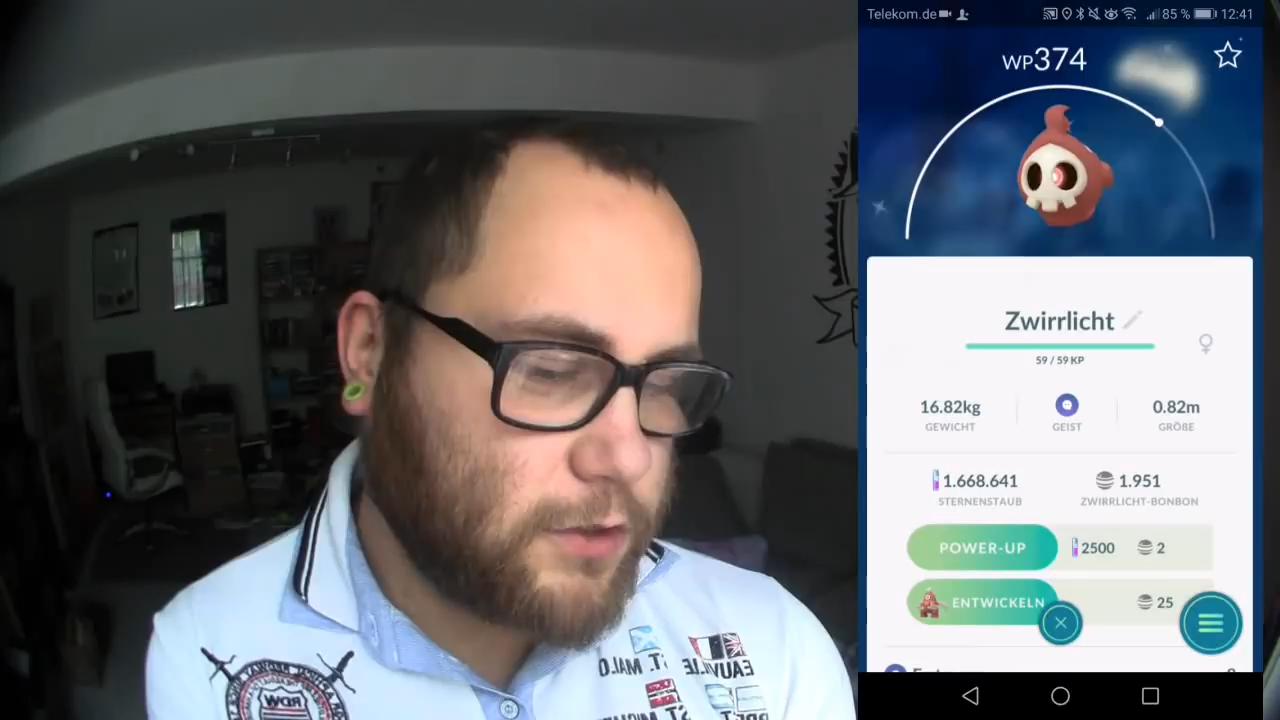 Telekom.de 85 % 12:41
WP374
Zwirrlicht
59 / 59 KP
16.82kg
GEWICHT
GEIST
0.82m
GRÖßE
1.668.641
STERNENSTAUB
1.951
ZWIRRLICHT-BONBON
POWER-UP 2500 2
ENTWICKELN 25
ST. MALO
EAUVILLE